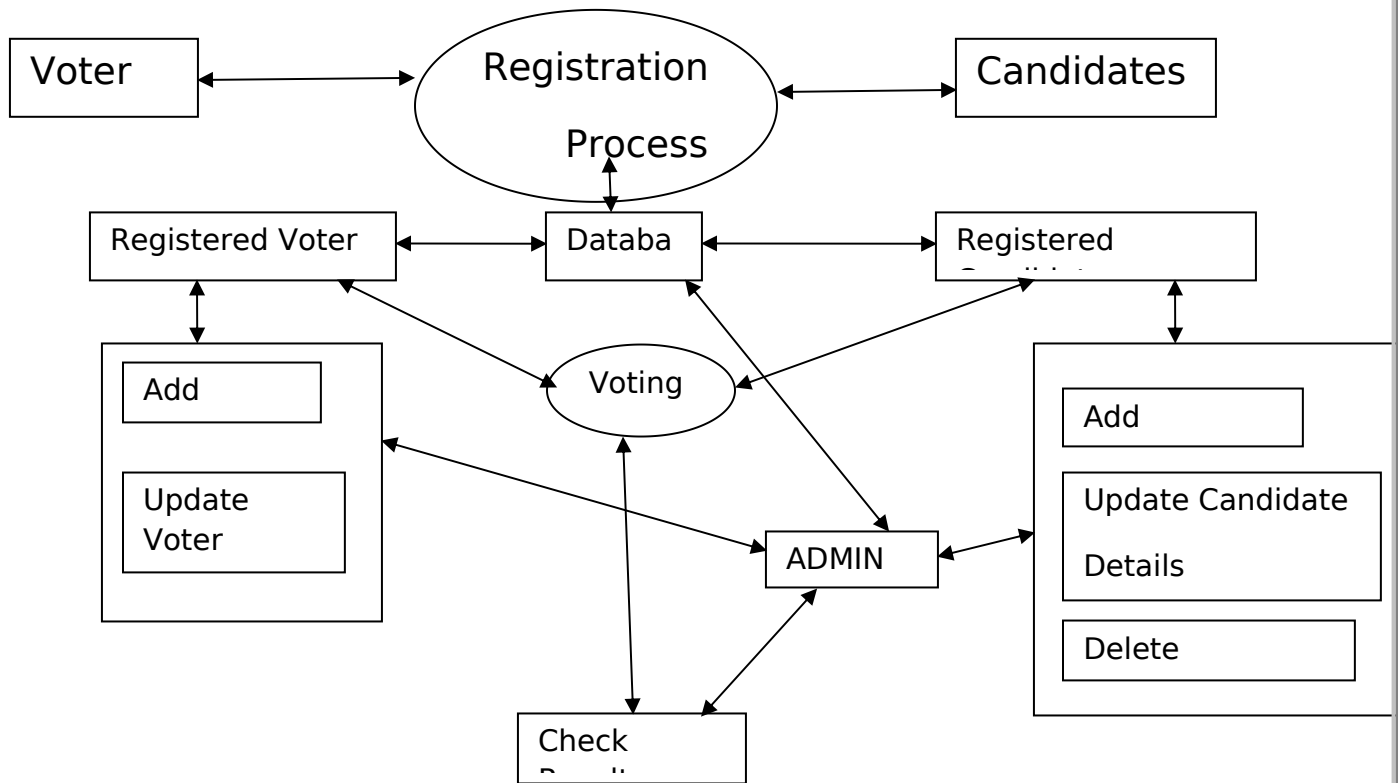 Voter
Registration
Process
Candidates
Registered Voter
Databa
Registered
Voting
Add
Update
Voter
Add
Update Candidate
Details
Delete
ADMIN
Check